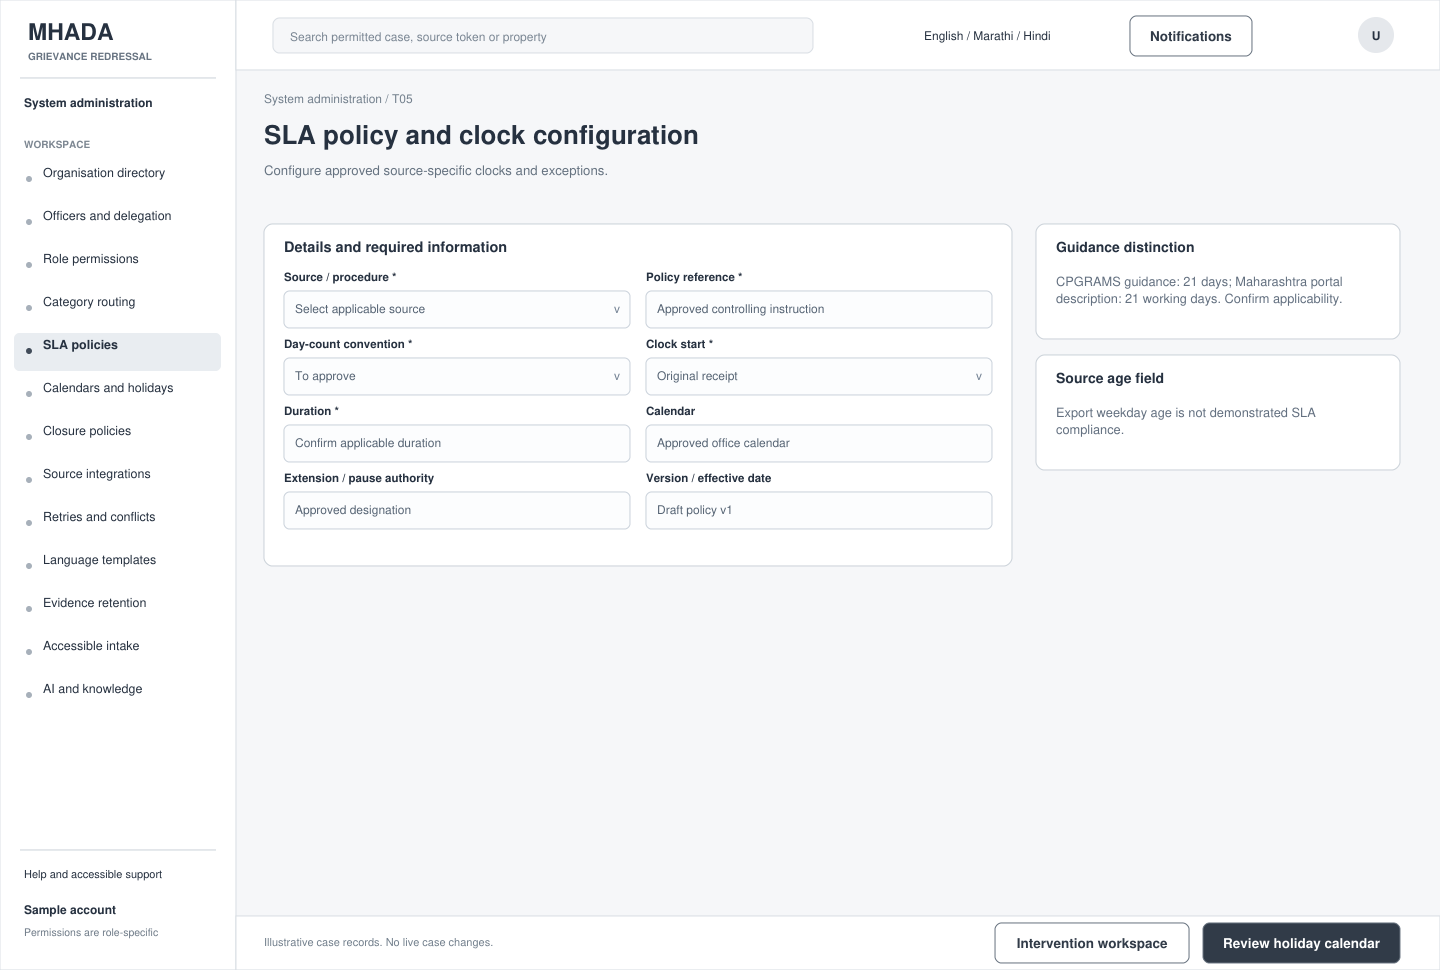 MHADA
GRIEVANCE REDRESSAL
System administration
WORKSPACE
Organisation directory
Officers and delegation
Role permissions
Category routing
SLA policies
Calendars and holidays
Closure policies
Source integrations
Retries and conflicts
Language templates
Evidence retention
Accessible intake
AI and knowledge
Help and accessible support
Sample account
Permissions are role-specific
Search permitted case, source token or property
English / Marathi / Hindi
Notifications
U
System administration / T05
SLA policy and clock configuration
Configure approved source-specific clocks and exceptions.
Details and required information
Source / procedure *
Select applicable source v
Policy reference *
Approved controlling instruction
Day-count convention *
To approve v
Clock start *
Original receipt v
Duration *
Confirm applicable duration
Calendar
Approved office calendar
Extension / pause authority
Approved designation
Version / effective date
Draft policy v1
Guidance distinction
CPGRAMS guidance: 21 days; Maharashtra portal
description: 21 working days. Confirm applicability.
Source age field
Export weekday age is not demonstrated SLA
compliance.
Illustrative case records. No live case changes.
Intervention workspace
Review holiday calendar